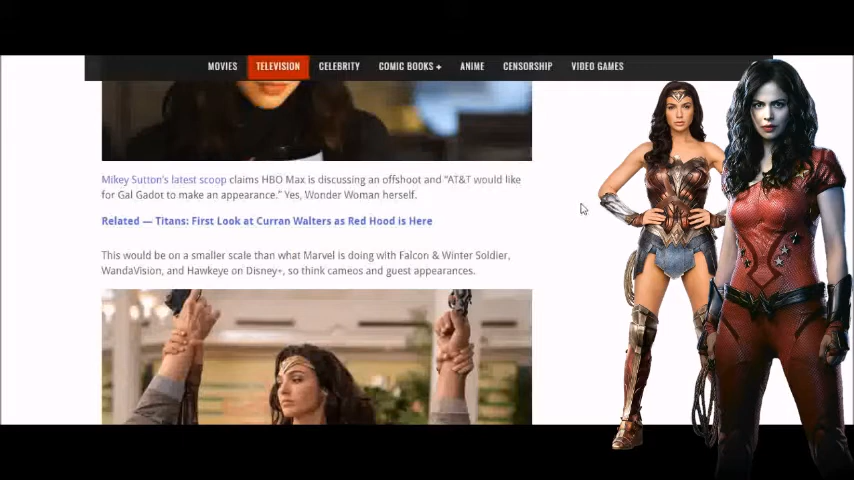 MOVIES TELEVISION CELEBRITY COMIC BOOKS + ANIME CENSORSHIP VIDEO GAMES
Mikey Sutton's latest scoop claims HBO Max is discussing an offshoot and "AT&T would like
for Gal Gadot to make an appearance." Yes, Wonder Woman herself.
Related — Titans: First Look at Curran Walters as Red Hood is Here
This would be on a smaller scale than what Marvel is doing with Falcon & Winter Soldier,
WandaVision, and Hawkeye on Disney+, so think cameos and guest appearances.